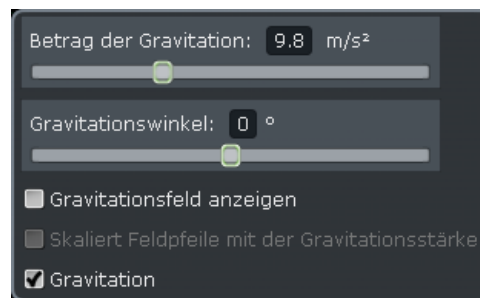 Betrag der Gravitation: 9.8 m/s²
Gravitationswinkel: 0 °
Gravitationsfeld anzeigen
Skaliert Feldpfeile mit der Gravitationsstärke
Gravitation